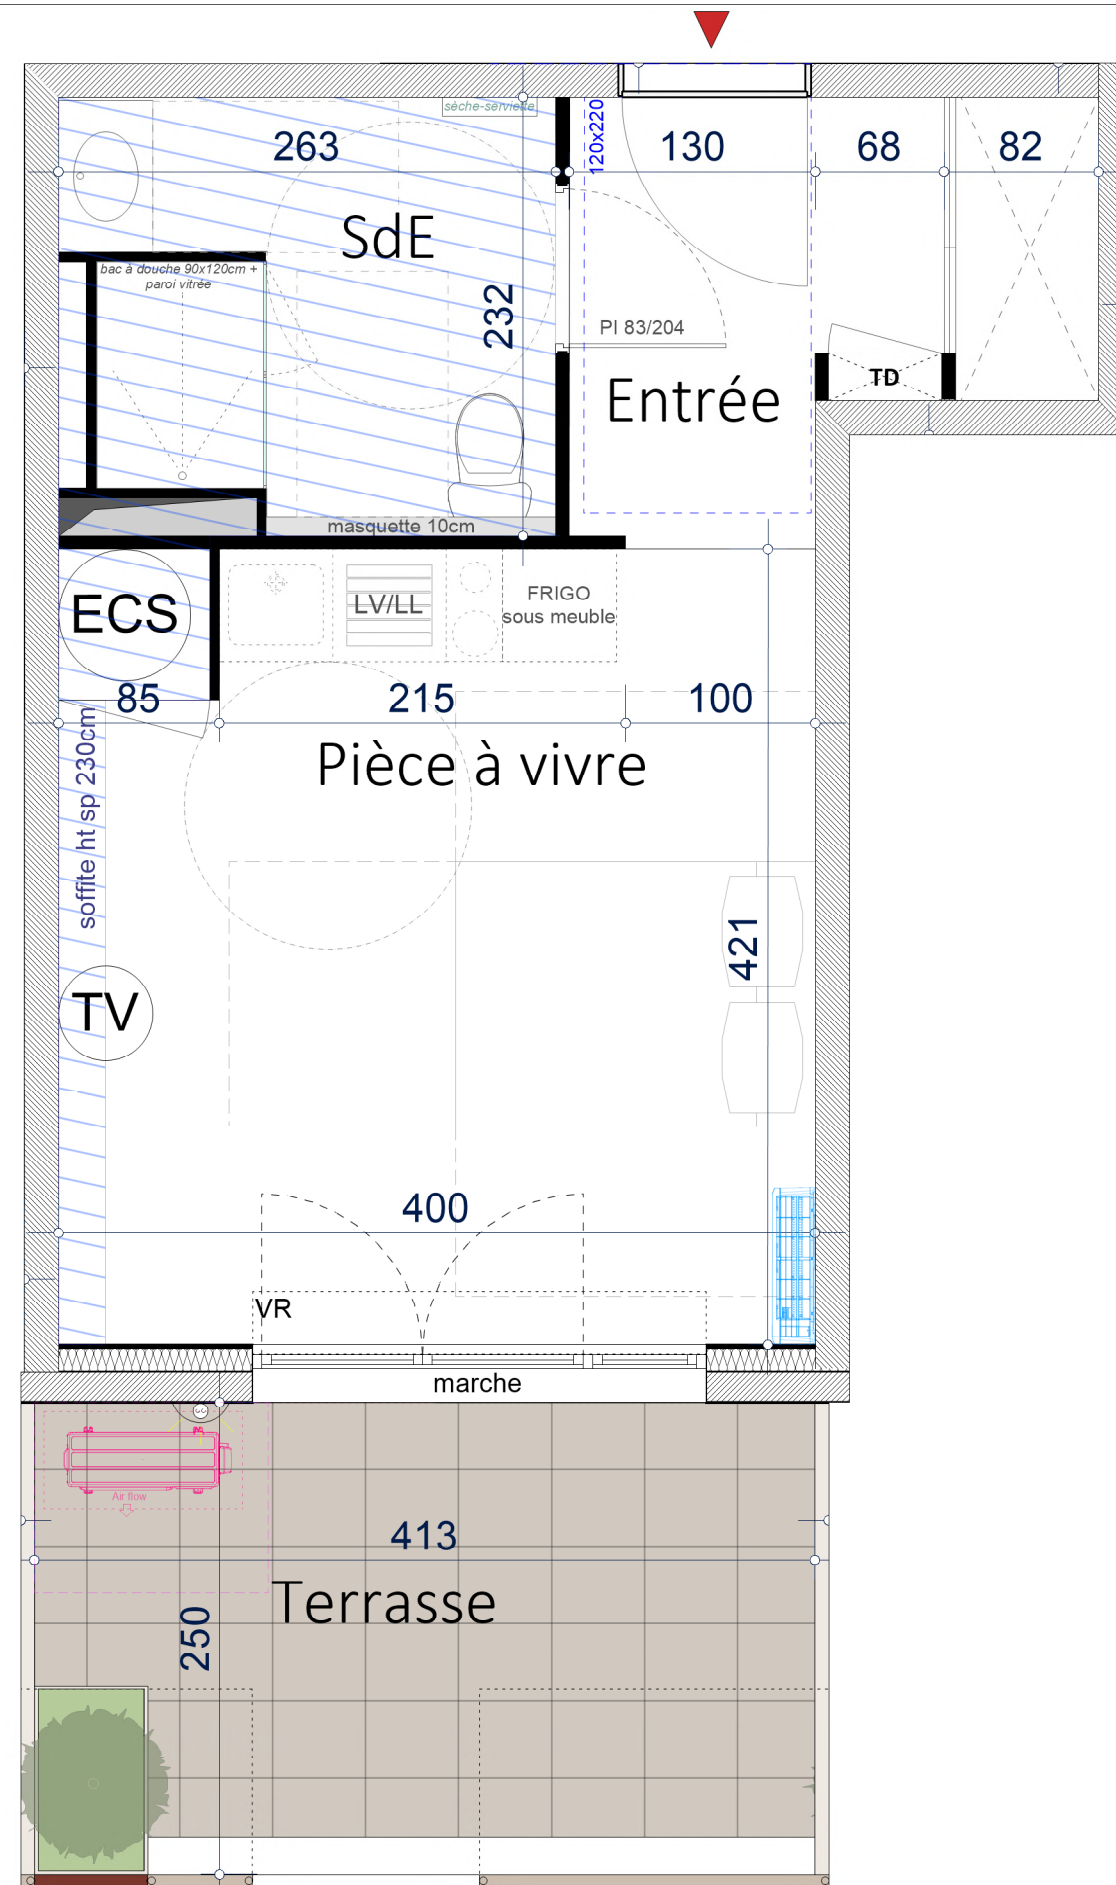 sèche-serviette
120x220
263
130
68
82
SdE
bac à douche 90x120cm +
paroi vitrée
232
PI 83/204
TD
Entrée
masquette 10cm
ECS
LV/LL
FRIGO
sous meuble
85
215
100
soffite ht sp 230cm
Pièce à vivre
421
TV
400
VR
marche
Air flow
413
Terrasse
250